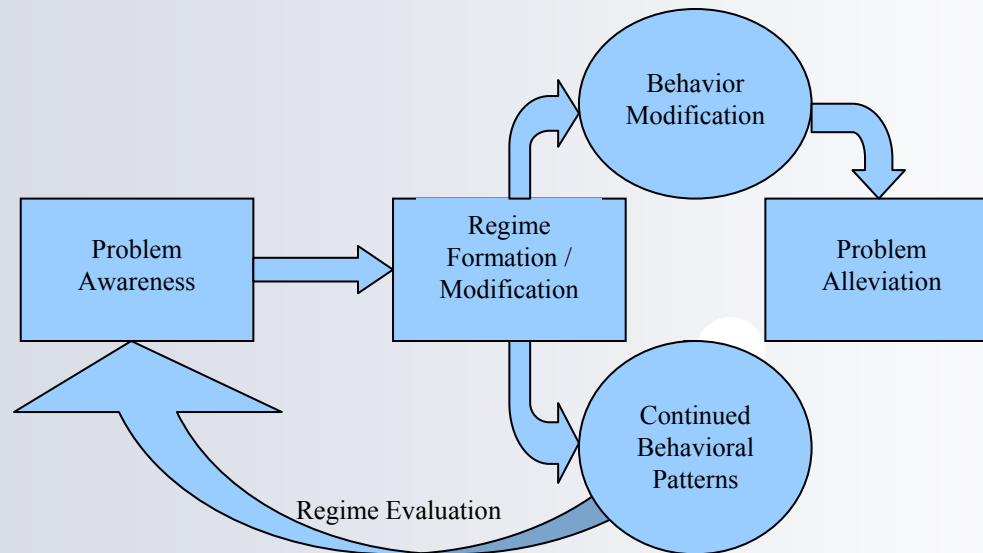 Problem
Awareness
Regime
Formation /
Modification
Behavior
Modification
Problem
Alleviation
Continued
Behavioral
Patterns
Regime Evaluation